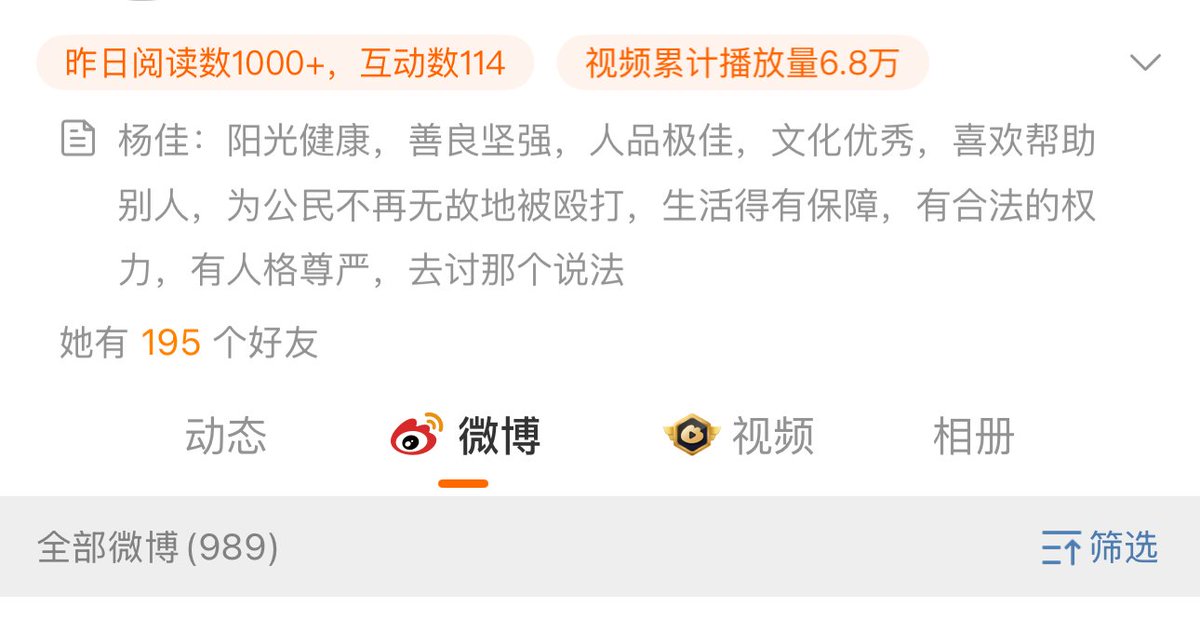 昨日阅读数1000+，互动数114
视频累计播放量6.8万
杨佳：阳光健康，善良坚强，人品极佳，文化优秀，喜欢帮助
别人，为公民不再无故地被殴打，生活得有保障，有合法的权
力，有人格尊严，去讨那个说法
她有 195 个好友
动态 微博 视频 相册
全部微博(989) 筛选